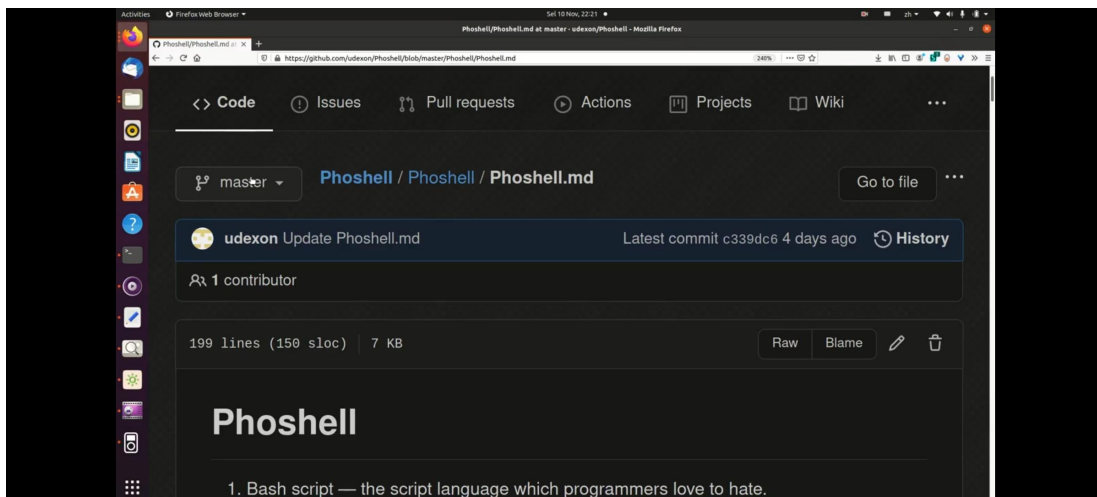 Activities Firefox Web Browser Sel 10 Nov, 22:21 zh
Phoshell/Phoshell.md at master · udexon/Phoshell - Mozilla Firefox
Phoshell/Phoshell.md at
https://github.com/udexon/Phoshell/blob/master/Phoshell/Phoshell.md 240%
Code Issues Pull requests Actions Projects Wiki
master Phoshell / Phoshell / Phoshell.md Go to file
udexon Update Phoshell.md Latest commit c339dc6 4 days ago History
1 contributor
199 lines (150 sloc) 7 KB Raw Blame
Phoshell
1. Bash script — the script language which programmers love to hate.